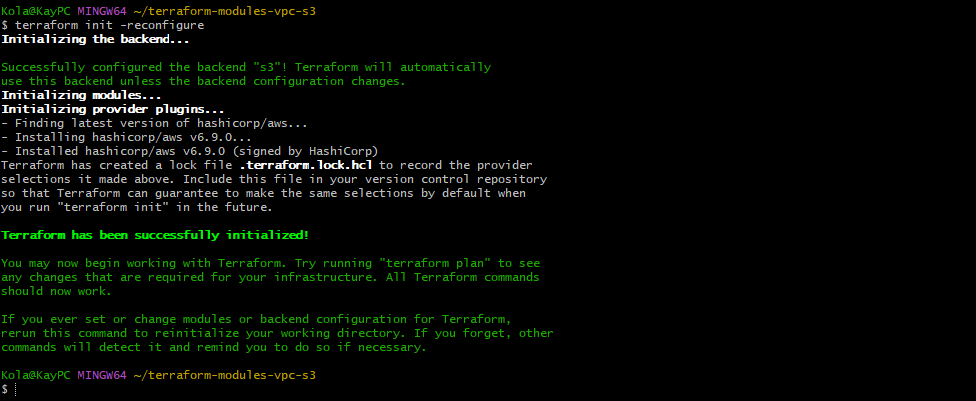 Kola@KayPC MINGW64 ~/terraform-modules-vpc-s3
$ terraform init -reconfigure
Initializing the backend...
Successfully configured the backend "s3"! Terraform will automatically
use this backend unless the backend configuration changes.
Initializing modules...
Initializing provider plugins...
- Finding latest version of hashicorp/aws...
- Installing hashicorp/aws v6.9.0...
- Installed hashicorp/aws v6.9.0 (signed by HashiCorp)
Terraform has created a lock file .terraform.lock.hcl to record the provider
selections it made above. Include this file in your version control repository
so that Terraform can guarantee to make the same selections by default when
you run "terraform init" in the future.
Terraform has been successfully initialized!
You may now begin working with Terraform. Try running "terraform plan" to see
any changes that are required for your infrastructure. All Terraform commands
should now work.
If you ever set or change modules or backend configuration for Terraform,
rerun this command to reinitialize your working directory. If you forget, other
commands will detect it and remind you to do so if necessary.
Kola@KayPC MINGW64 ~/terraform-modules-vpc-s3
$